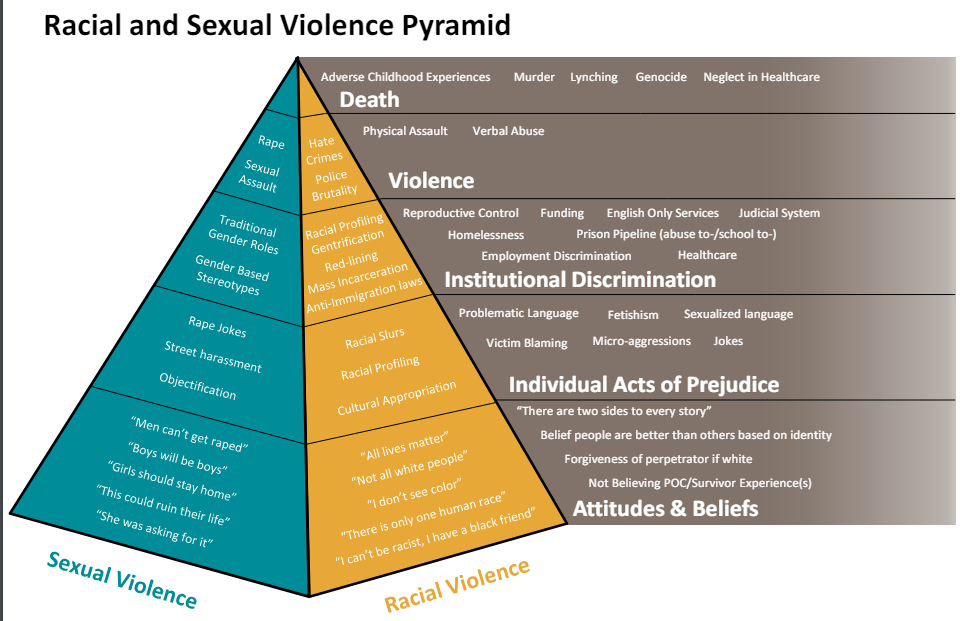 Racial and Sexual Violence Pyramid
Adverse Childhood Experiences Murder Lynching Genocide Neglect in Healthcare
Death
Physical Assault Verbal Abuse
Violence
Reproductive Control Funding English Only Services Judicial System
Homelessness Prison Pipeline (abuse to-/school to-)
Employment Discrimination Healthcare
Institutional Discrimination
Problematic Language Fetishism Sexualized language
Victim Blaming Micro-aggressions Jokes
Individual Acts of Prejudice
“There are two sides to every story”
Belief people are better than others based on identity
Forgiveness of perpetrator if white
Not Believing POC/Survivor Experience(s)
Attitudes & Beliefs
Rape
Sexual
Assault
Traditional
Gender Roles
Gender Based
Stereotypes
Rape Jokes
Street harassment
Objectification
“Men can’t get raped”
“Boys will be boys”
“Girls should stay home”
“This could ruin their life”
“She was asking for it”
Sexual Violence
Hate
Crimes
Police
Brutality
Racial Profiling
Gentrification
Red-lining
Mass Incarceration
Anti-Immigration laws
Racial Slurs
Racial Profiling
Cultural Appropriation
“All lives matter”
“Not all white people”
“I don’t see color”
“There is only one human race”
“I can’t be racist, I have a black friend”
Racial Violence